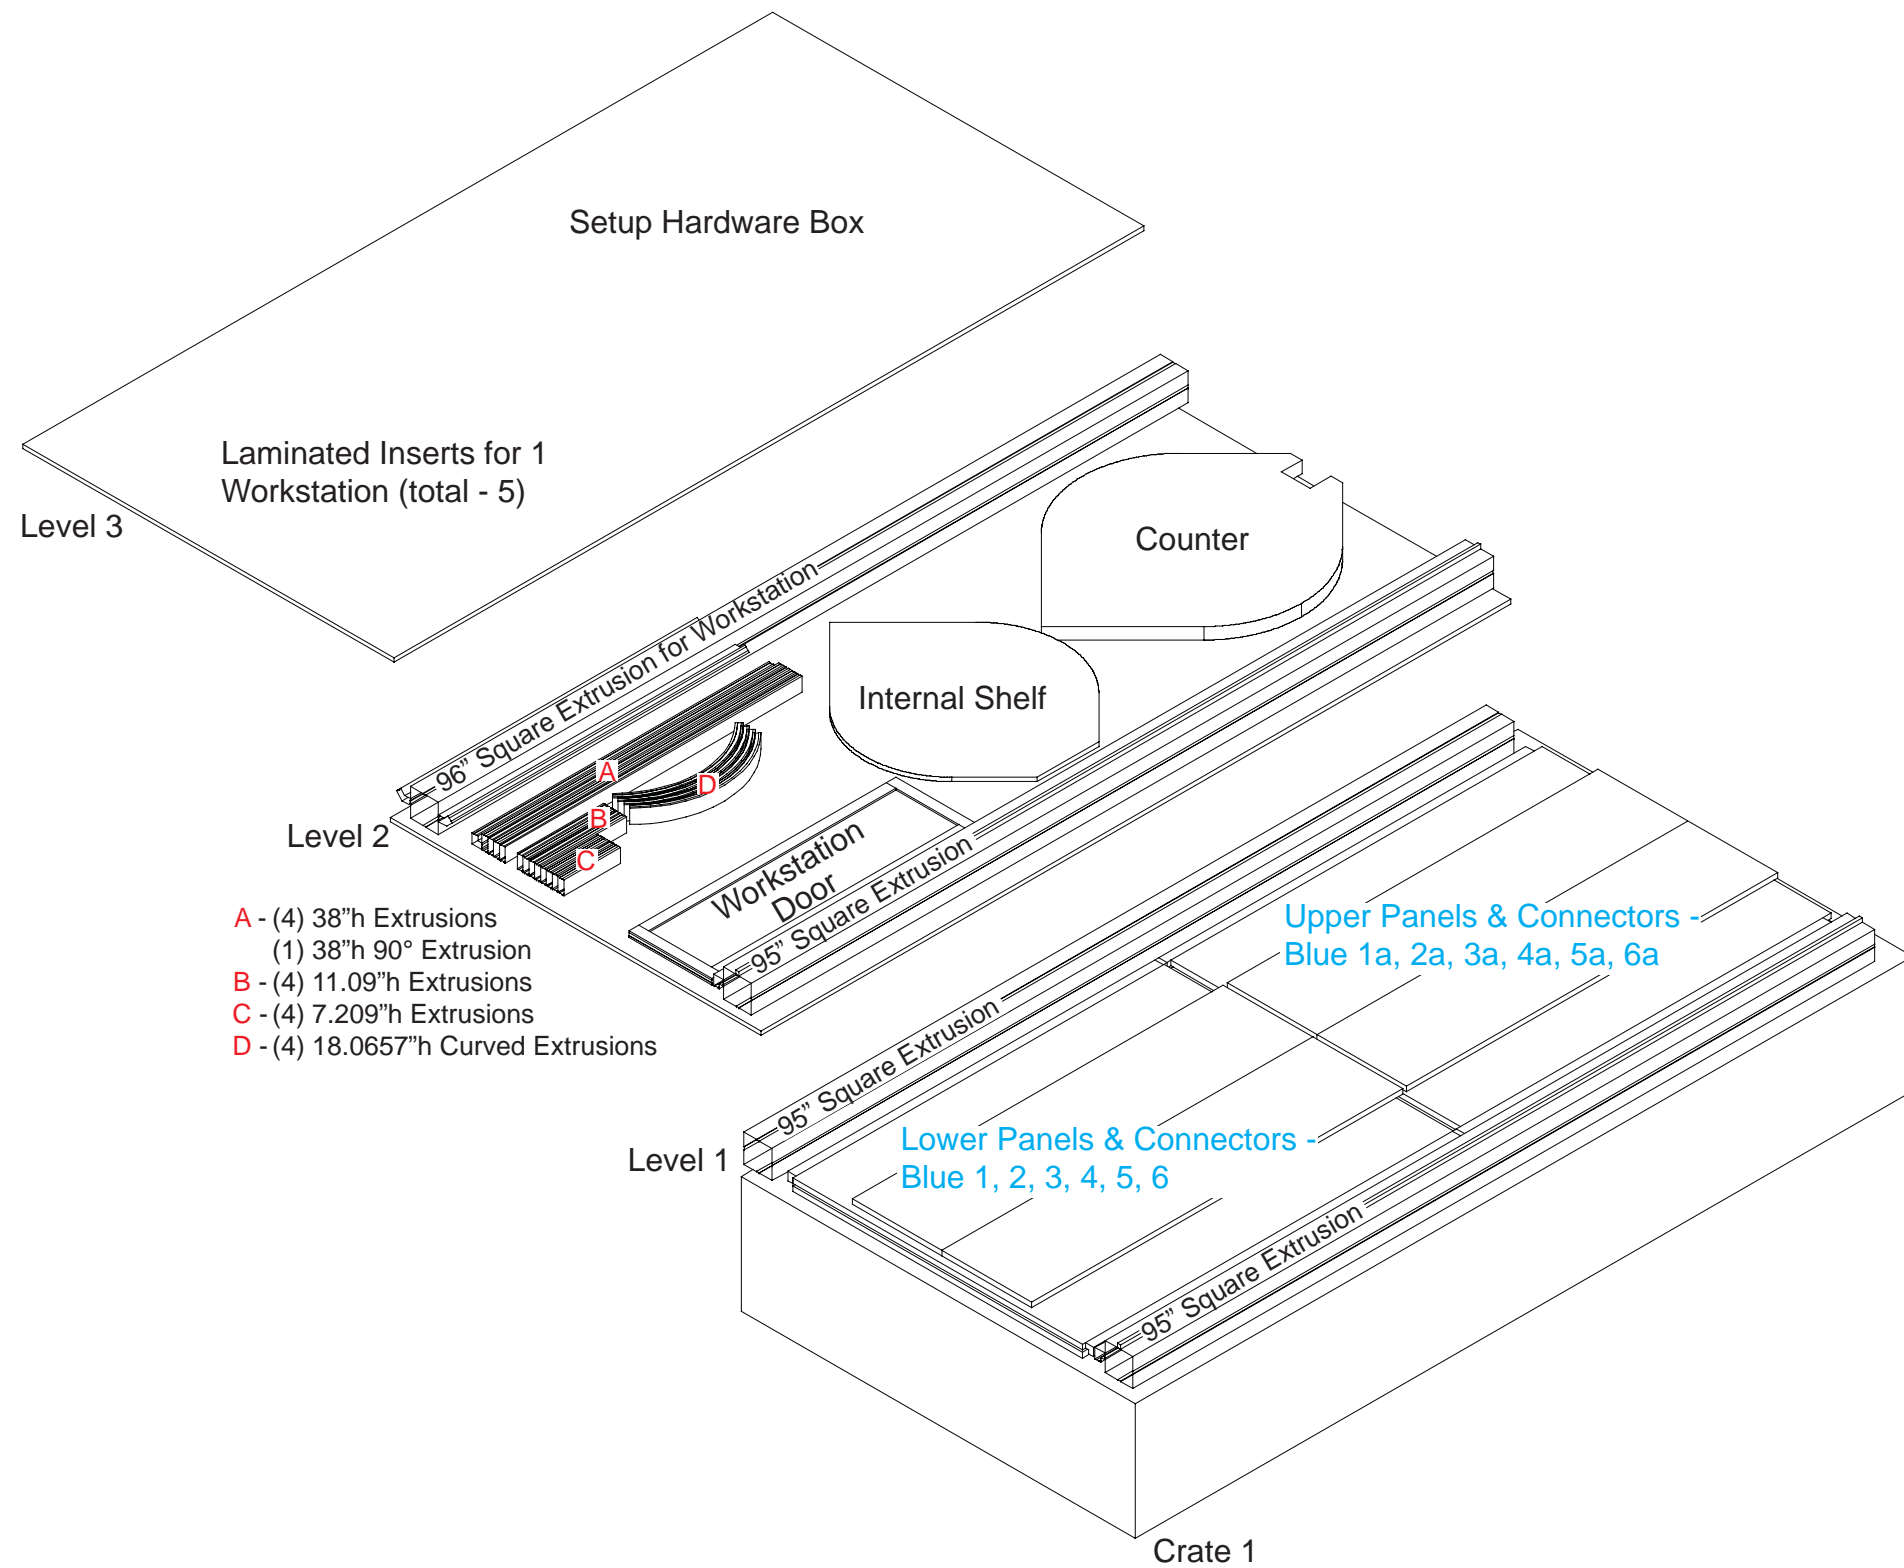 Setup Hardware Box
Laminated Inserts for 1
Workstation (total - 5)
Level 3
96” Square Extrusion for Workstation
Counter
Internal Shelf
A
D
B
C
Level 2
Workstation
Door
95” Square Extrusion
A - (4) 38”h Extrusions
(1) 38”h 90° Extrusion
B - (4) 11.09”h Extrusions
C - (4) 7.209”h Extrusions
D - (4) 18.0657”h Curved Extrusions
Upper Panels & Connectors -
Blue 1a, 2a, 3a, 4a, 5a, 6a
95” Square Extrusion
Lower Panels & Connectors -
Blue 1, 2, 3, 4, 5, 6
Level 1
95” Square Extrusion
Crate 1